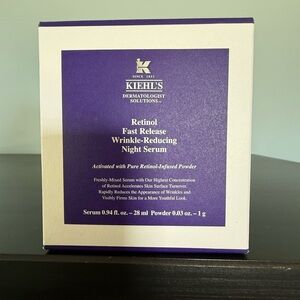 K
SINCE 1851
KIEHL'S
DERMATOLOGIST
SOLUTIONS™
Retinol
Fast Release
Wrinkle-Reducing
Night Serum
Activated with Pure Retinol-Infused Powder
Freshly-Mixed Serum with Our Highest Concentration
of Retinol Accelerates Skin Surface Turnover.
Rapidly Reduces the Appearance of Wrinkles and
Visibly Firms Skin for a More Youthful Look.
Serum 0.94 fl. oz. – 28 ml Powder 0.03 oz. – 1 g